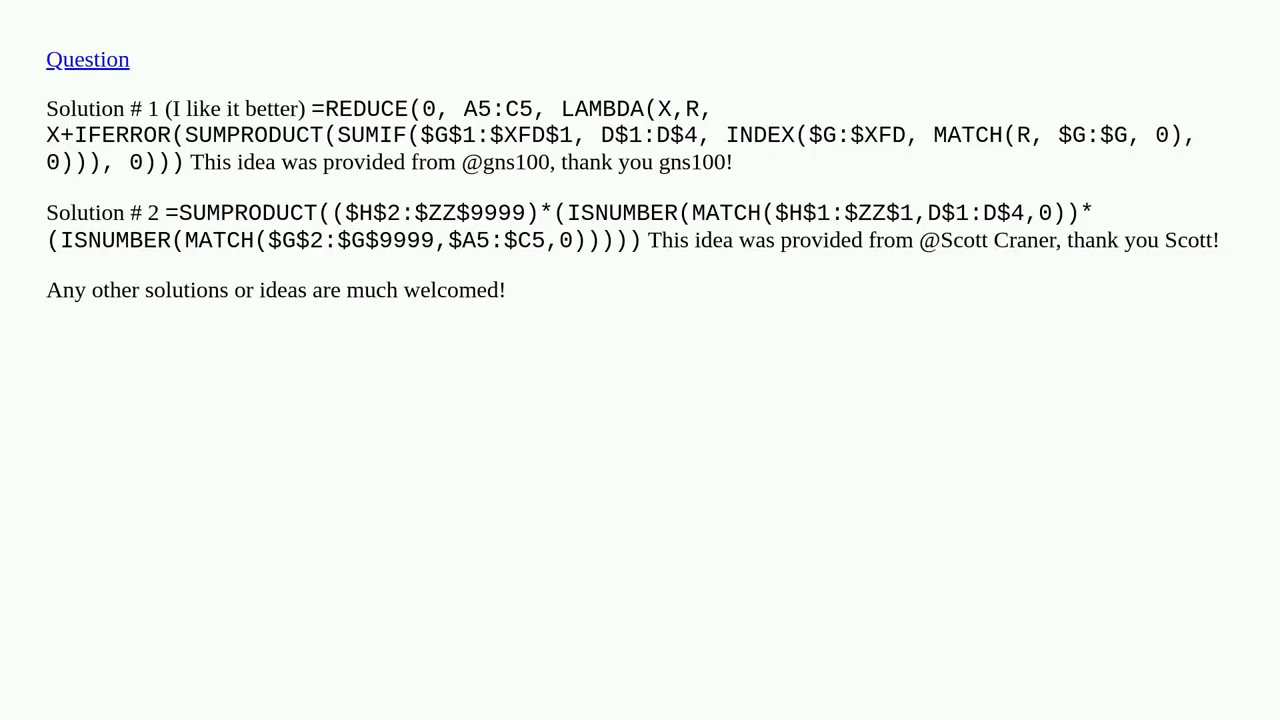 Question
Solution # 1 (I like it better) =REDUCE(0, A5:C5, LAMBDA(X,R,
X+IFERROR(SUMPRODUCT(SUMIF($G$1:$XFD$1, D$1:D$4, INDEX($G:$XFD, MATCH(R, $G:$G, 0),
0))), 0))) This idea was provided from @gns100, thank you gns100!
Solution # 2 =SUMPRODUCT(($H$2:$ZZ$9999)*(ISNUMBER(MATCH($H$1:$ZZ$1,D$1:D$4,0))*
(ISNUMBER(MATCH($G$2:$G$9999,$A5:$C5,0))))) This idea was provided from @Scott Craner, thank you Scott!
Any other solutions or ideas are much welcomed!